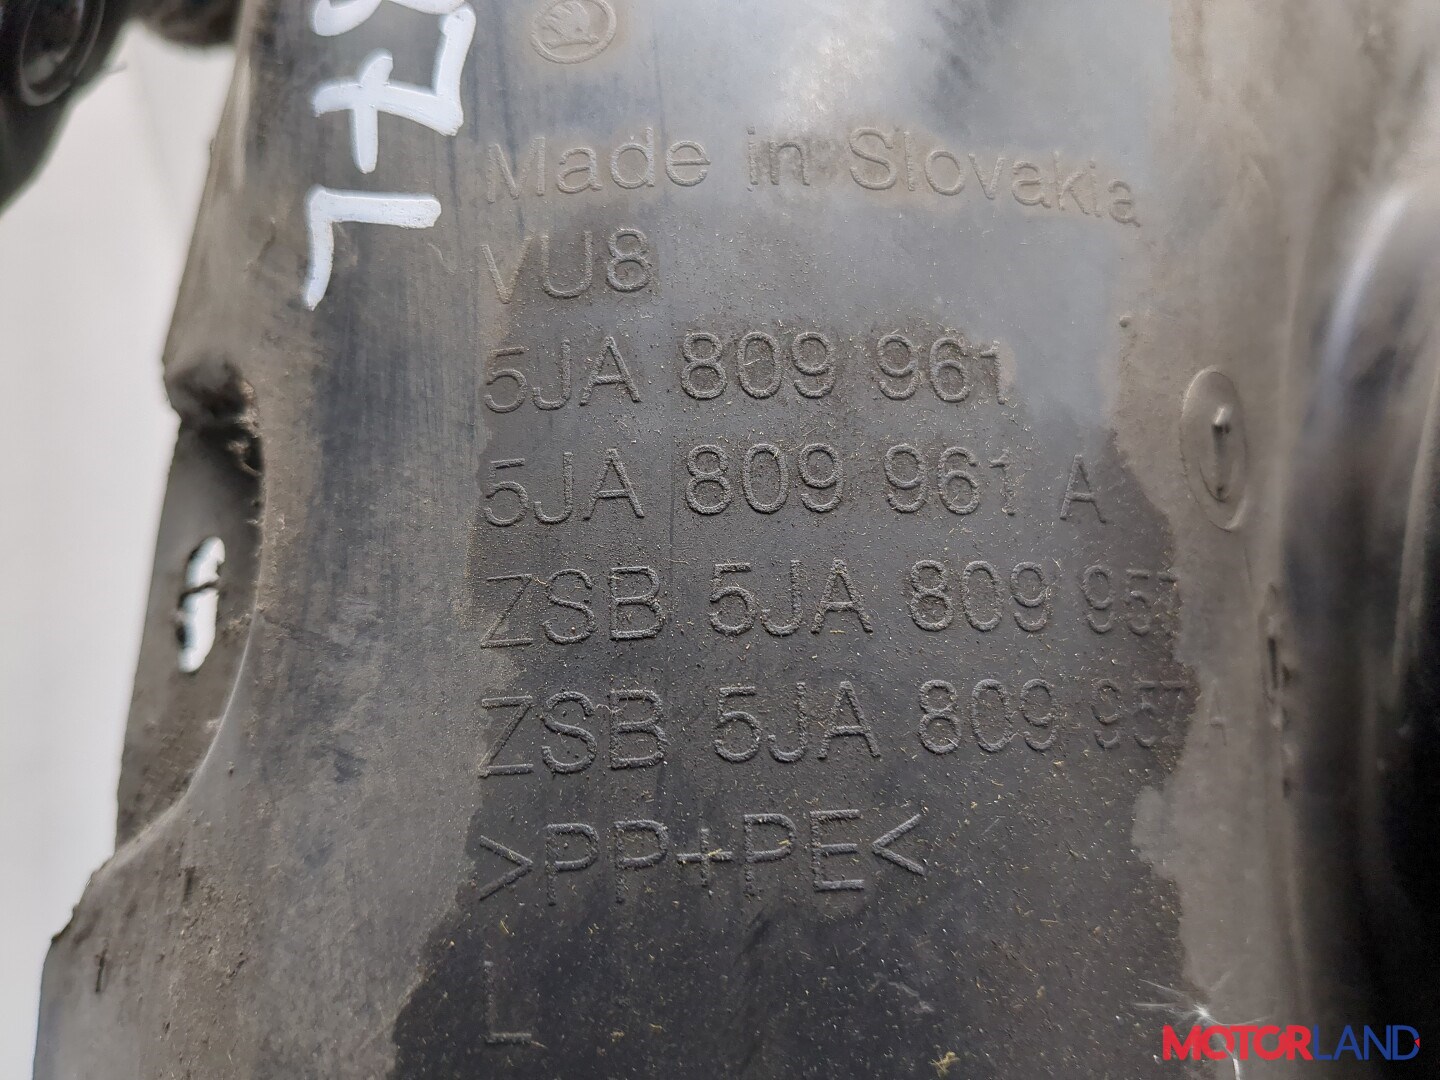 Made in Slovakia
VU8
5JA 809 961
5JA 809 961 A
ZSB 5JA 809 957
ZSB 5JA 809 957 A
>PP+PE<
L
MOTORLAND